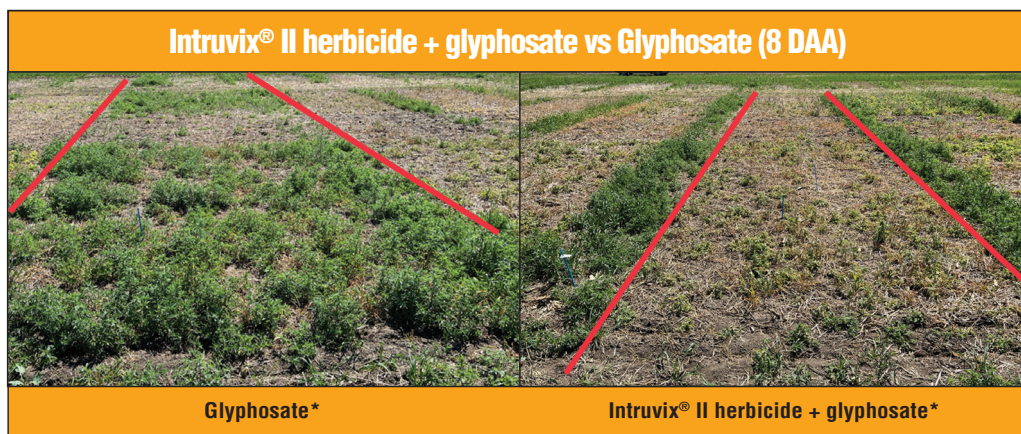 Intruvix® II herbicide + glyphosate vs Glyphosate (8 DAA)
Glyphosate*
Intruvix® II herbicide + glyphosate*